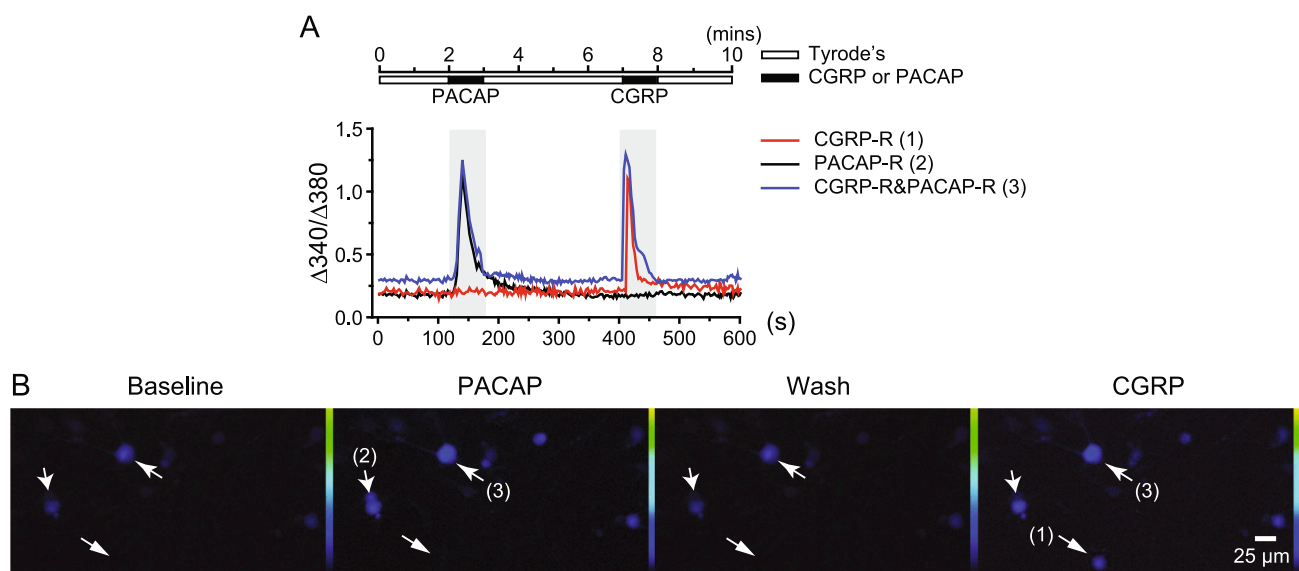 A
(mins)
0 2 4 6 8 10
Tyrode's
CGRP or PACAP
PACAP CGRP
1.5
1.0
0.5
0.0
Δ340/Δ380
CGRP-R (1)
PACAP-R (2)
CGRP-R&PACAP-R (3)
0 100 200 300 400 500 600 (s)
B Baseline PACAP Wash CGRP
(2)
(3) (3)
(1)
25 µm